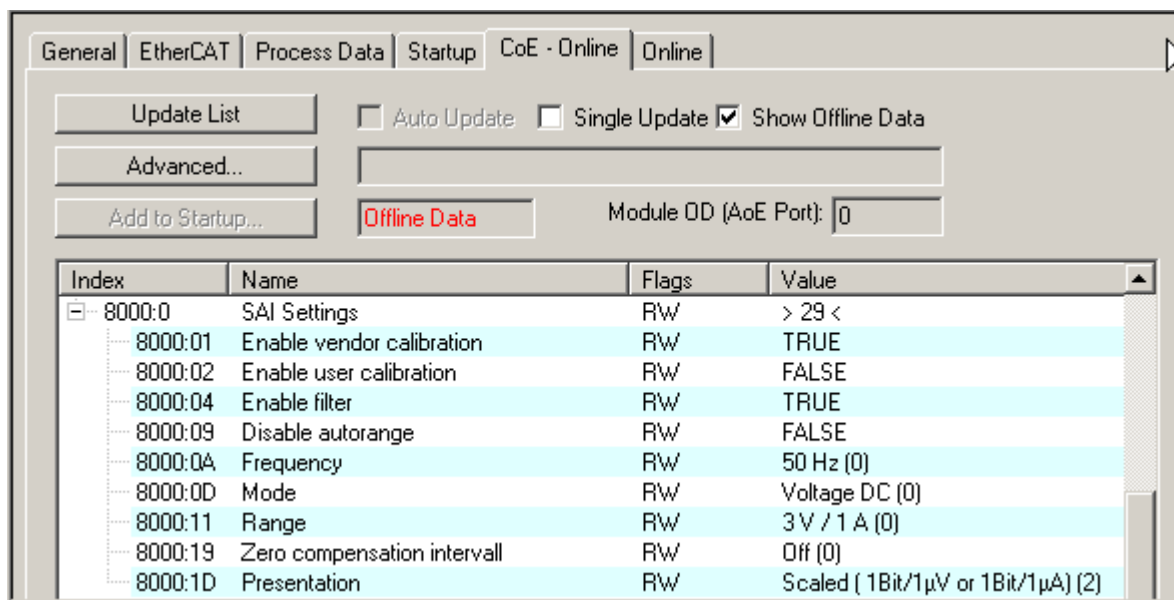 General EtherCAT Process Data Startup CoE - Online Online
Update List Auto Update Single Update Show Offline Data
Advanced...
Add to Startup... Offline Data Module OD (AoE Port): 0
Index Name Flags Value
8000:0 SAI Settings RW > 29 <
8000:01 Enable vendor calibration RW TRUE
8000:02 Enable user calibration RW FALSE
8000:04 Enable filter RW TRUE
8000:09 Disable autorange RW FALSE
8000:0A Frequency RW 50 Hz (0)
8000:0D Mode RW Voltage DC (0)
8000:11 Range RW 3 V / 1 A (0)
8000:19 Zero compensation intervall RW Off (0)
8000:1D Presentation RW Scaled ( 1Bit/1µV or 1Bit/1µA) (2)